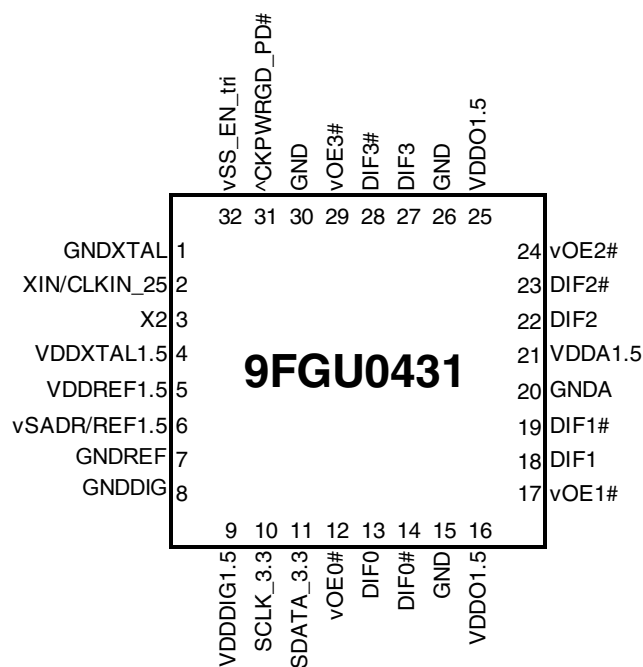 vSS_EN_tri
^CKPWRGD_PD#
GND
vOE3#
DIF3#
DIF3
GND
VDDO1.5
32 31 30 29 28 27 26 25
GNDXTAL 1
XIN/CLKIN_25 2
X2 3
VDDXTAL1.5 4
VDDREF1.5 5
vSADR/REF1.5 6
GNDREF 7
GNDDIG 8
9FGU0431
24 vOE2#
23 DIF2#
22 DIF2
21 VDDA1.5
20 GNDA
19 DIF1#
18 DIF1
17 vOE1#
9 10 11 12 13 14 15 16
VDDDIG1.5
SCLK_3.3
SDATA_3.3
vOE0#
DIF0
DIF0#
GND
VDDO1.5